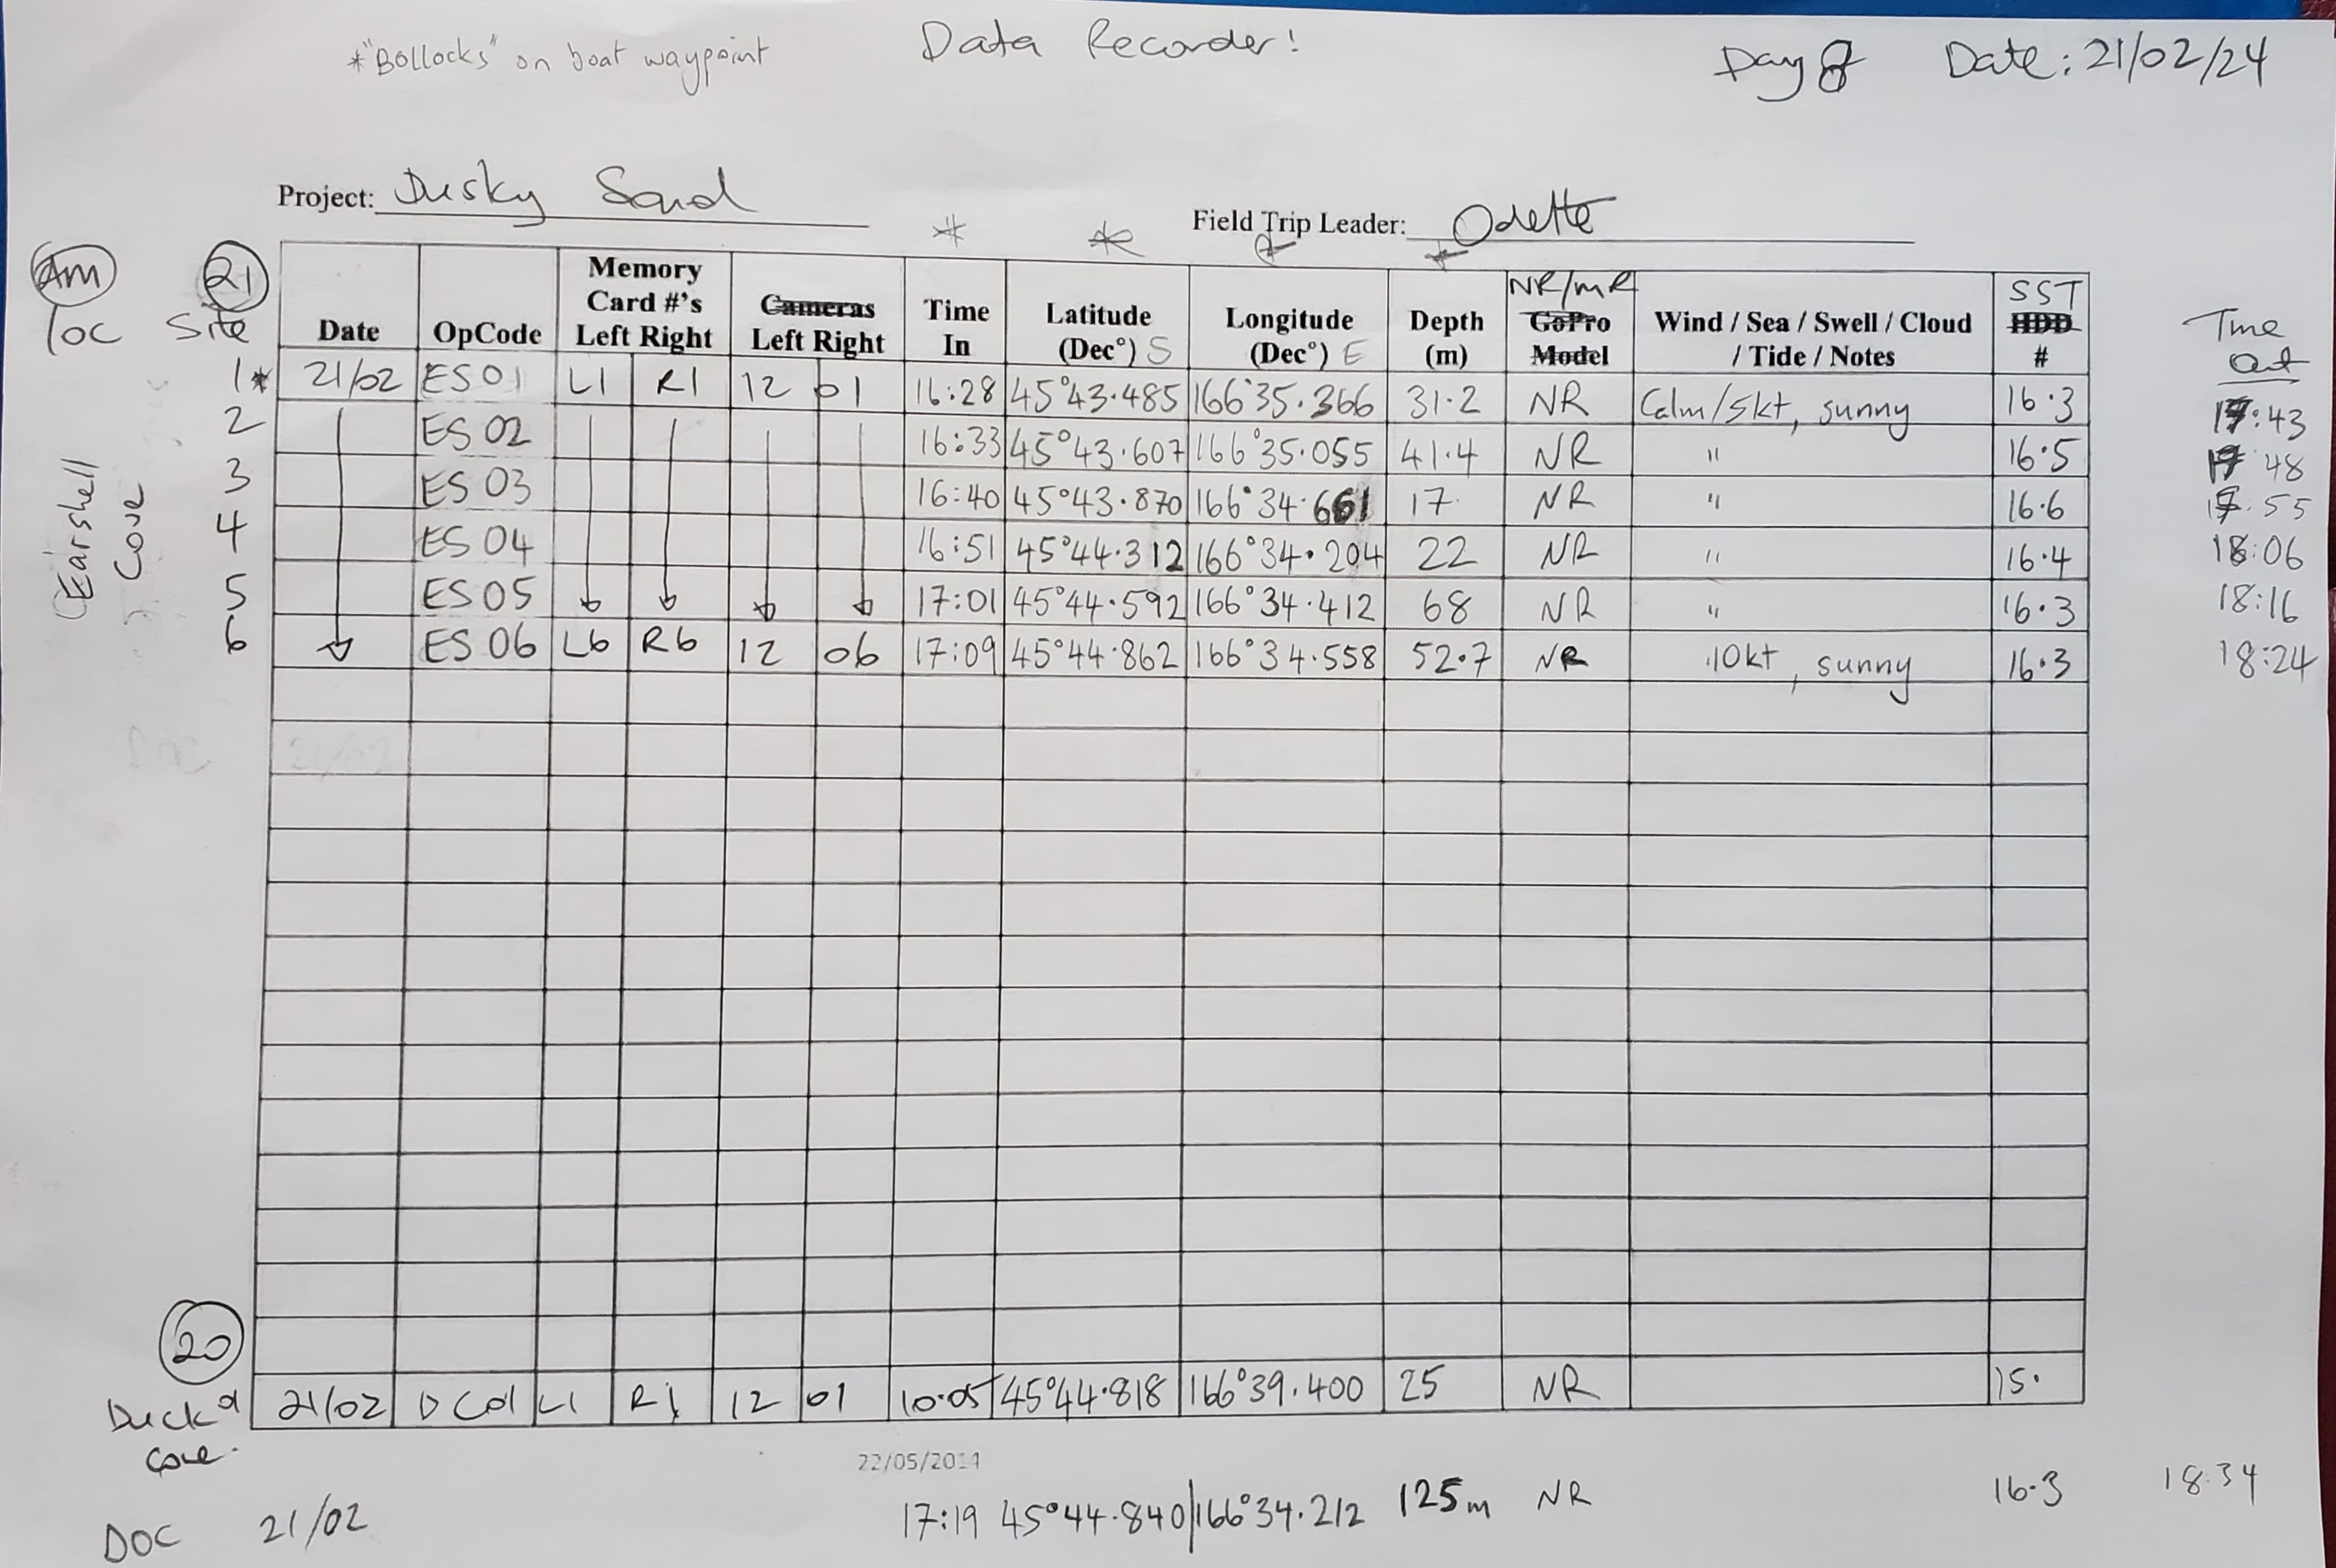 *"Bollocks" on boat waypoint
Data Recorder!
Day 8 Date: 21/02/24
Project: Dusky Sound
Field Trip Leader: Odette
AM 21
loc Site Date OpCode Memory Card #'s Left Right Cameras Left Right Time In Latitude (Dec°) S Longitude (Dec°) E Depth (m) NR/MR GoPro Model Wind / Sea / Swell / Cloud / Tide / Notes SST HDD # Time Out
Earshell Cove
1* 21/02 ES01 L1 R1 12 01 16:28 45°43.485 166°35.366 31.2 NR Calm/5kt, sunny 16.3 17:43
2 ES02 16:33 45°43.607 166°35.055 41.4 NR " 16.5 17 48
3 ES03 16:40 45°43.870 166°34.661 17 NR " 16.6 17.55
4 ES04 16:51 45°44.312 166°34.204 22 NR " 16.4 18:06
5 ES05 17:01 45°44.592 166°34.412 68 NR " 16.3 18:16
6 ES06 L6 R6 12 06 17:09 45°44.862 166°34.558 52.7 NR 10kt, sunny 16.3 18:24
DOC 21/02
20
Duck Cove 21/02 DC01 L1 R1 12 01 10.05 45°44.818 166°39.400 25 NR 15.
22/05/2014
DOC 21/02 17:19 45°44.840 166°34.212 125m NR 16.3 18.34